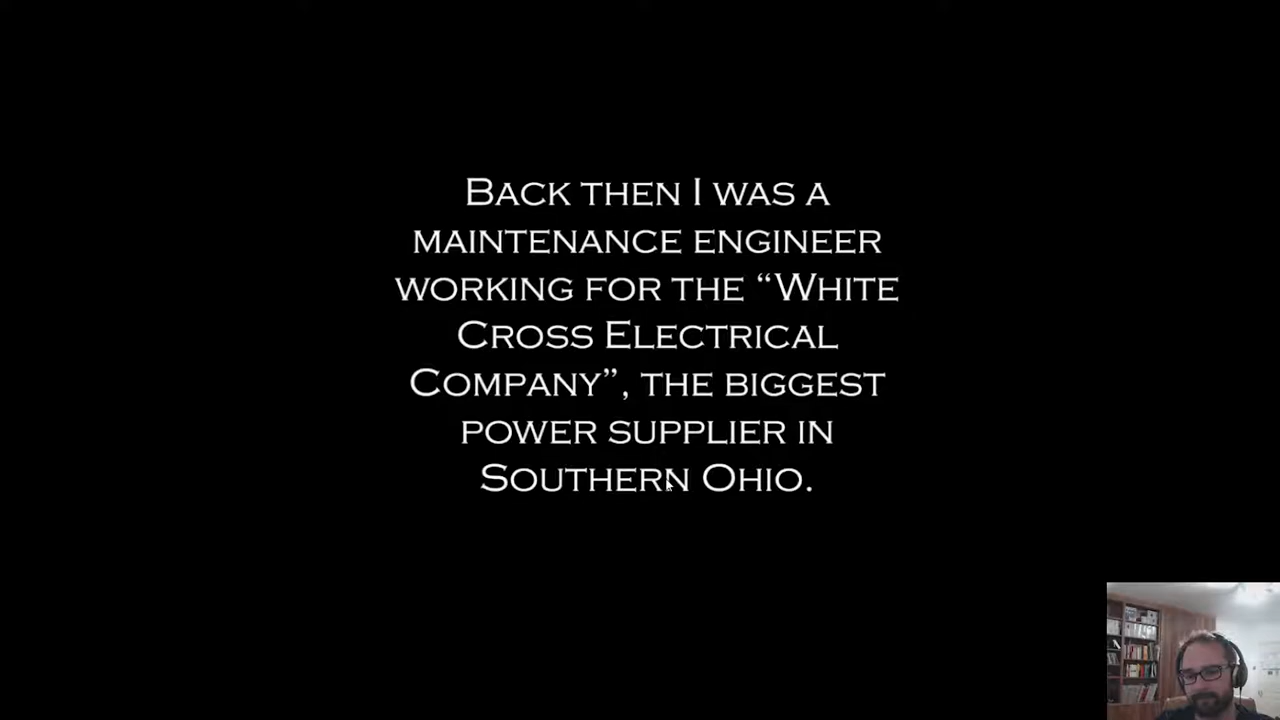 Back then I was a
maintenance engineer
working for the “White
Cross Electrical
Company”, the biggest
power supplier in
Southern Ohio.